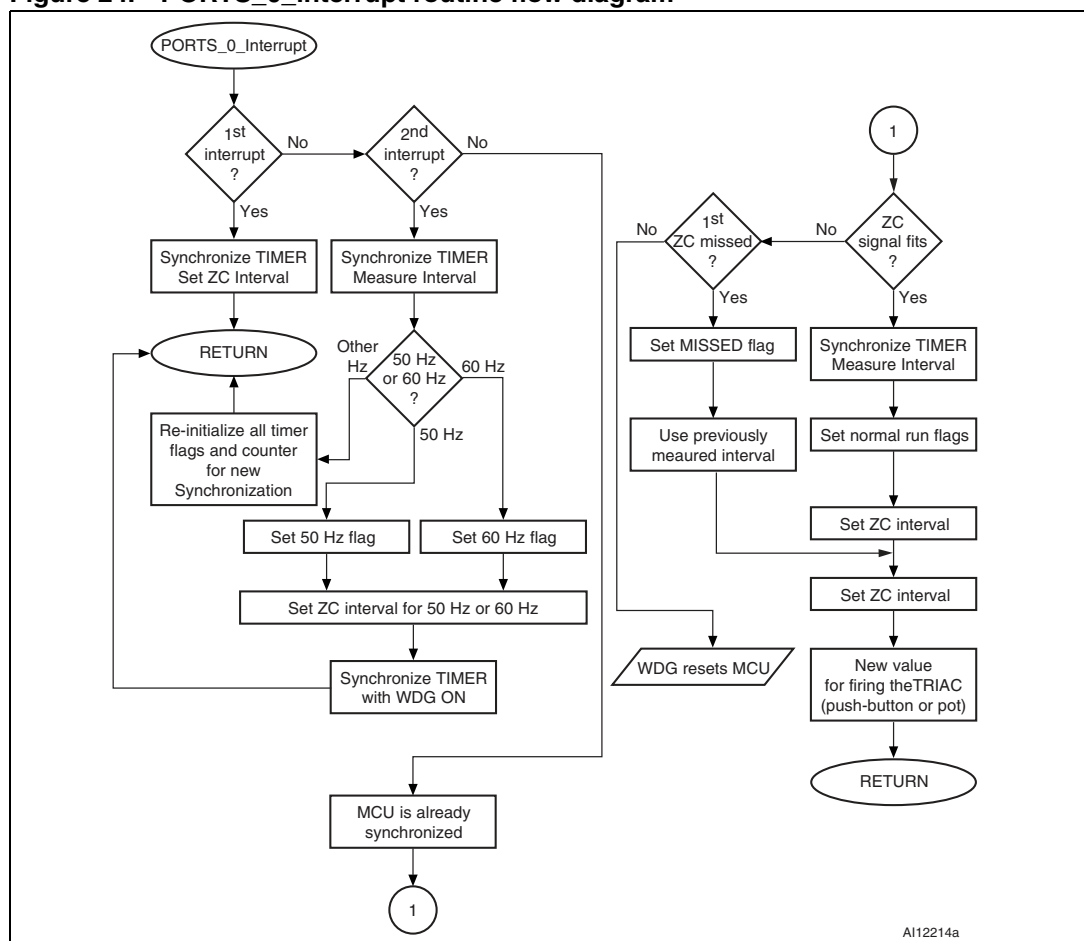 PORTS_0_Interrupt
1st
interrupt
?
No
Yes
2nd
interrupt
?
No
Yes
Synchronize TIMER
Set ZC Interval
Synchronize TIMER
Measure Interval
RETURN
Other
Hz
50 Hz
or 60 Hz
?
60 Hz
50 Hz
Re-initialize all timer
flags and counter
for new
Synchronization
Set 50 Hz flag
Set 60 Hz flag
Set ZC interval for 50 Hz or 60 Hz
Synchronize TIMER
with WDG ON
MCU is already
synchronized
1
1
ZC
signal fits
?
No
Yes
1st
ZC missed
?
No
Yes
Set MISSED flag
Synchronize TIMER
Measure Interval
Use previously
meaured interval
Set normal run flags
Set ZC interval
Set ZC interval
WDG resets MCU
New value
for firing theTRIAC
(push-button or pot)
RETURN
AI12214a